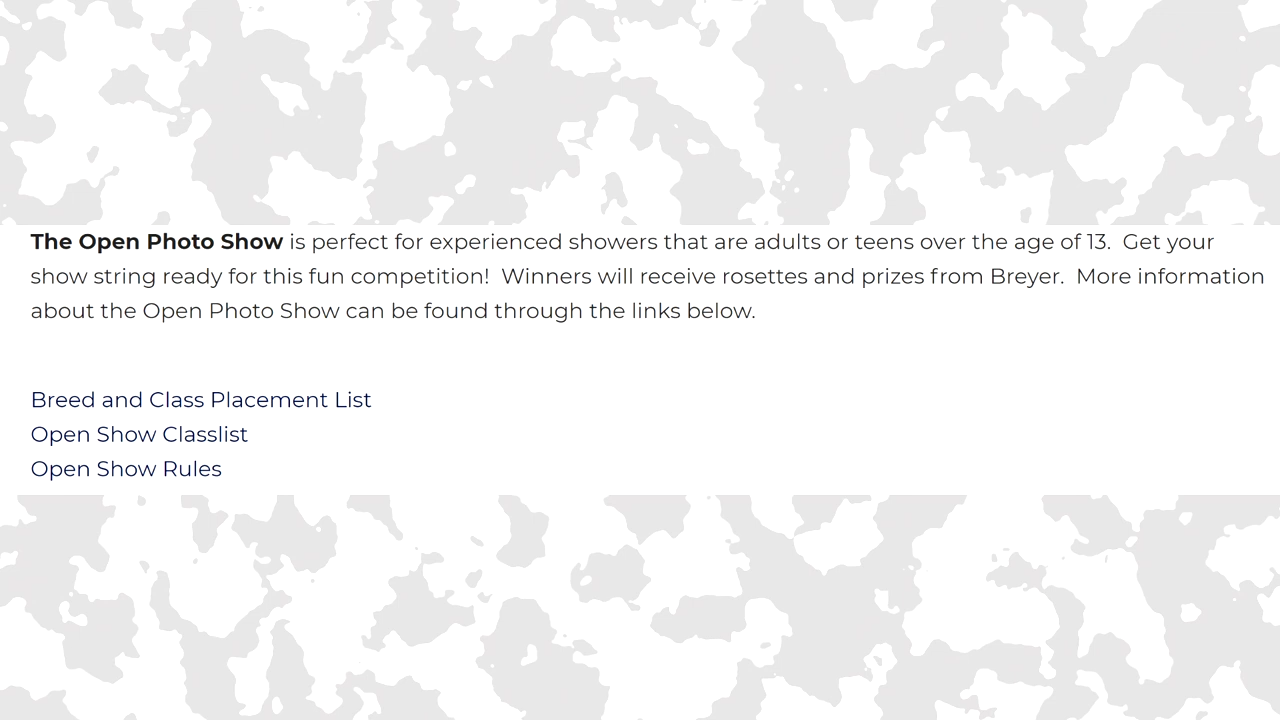 The Open Photo Show is perfect for experienced showers that are adults or teens over the age of 13.  Get your
show string ready for this fun competition!  Winners will receive rosettes and prizes from Breyer.  More information
about the Open Photo Show can be found through the links below.
Breed and Class Placement List
Open Show Classlist
Open Show Rules